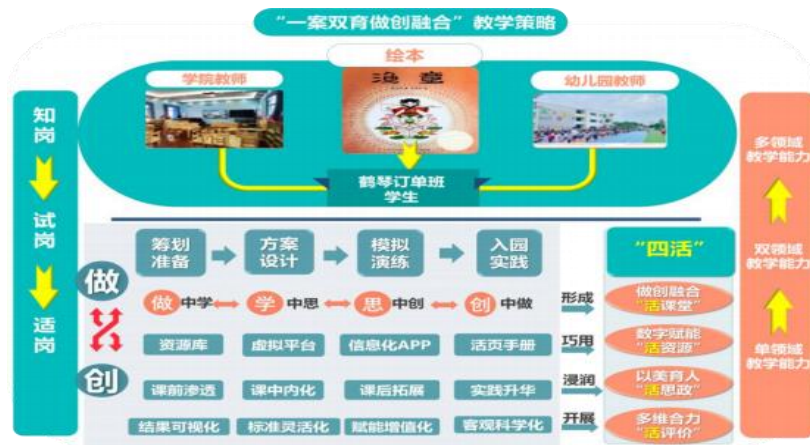 “一案双育做创融合”教学策略
绘本
学院教师
渔童
幼儿园教师
鹤琴订单班
学生
知岗
试岗
适岗
多领域
教学能力
双领域
教学能力
单领域
教学能力
做
创
筹划
准备
方案
设计
模拟
演练
入园
实践
“四活”
做中学
学中思
思中创
创中做
形成
做创融合
“活课堂”
资源库
虚拟平台
信息化APP
活页手册
巧用
数字赋能
“活资源”
课前渗透
课中内化
课后拓展
实践升华
浸润
以美育人
“活思政”
结果可视化
标准灵活化
赋能增值化
客观科学化
开展
多维合力
“活评价”